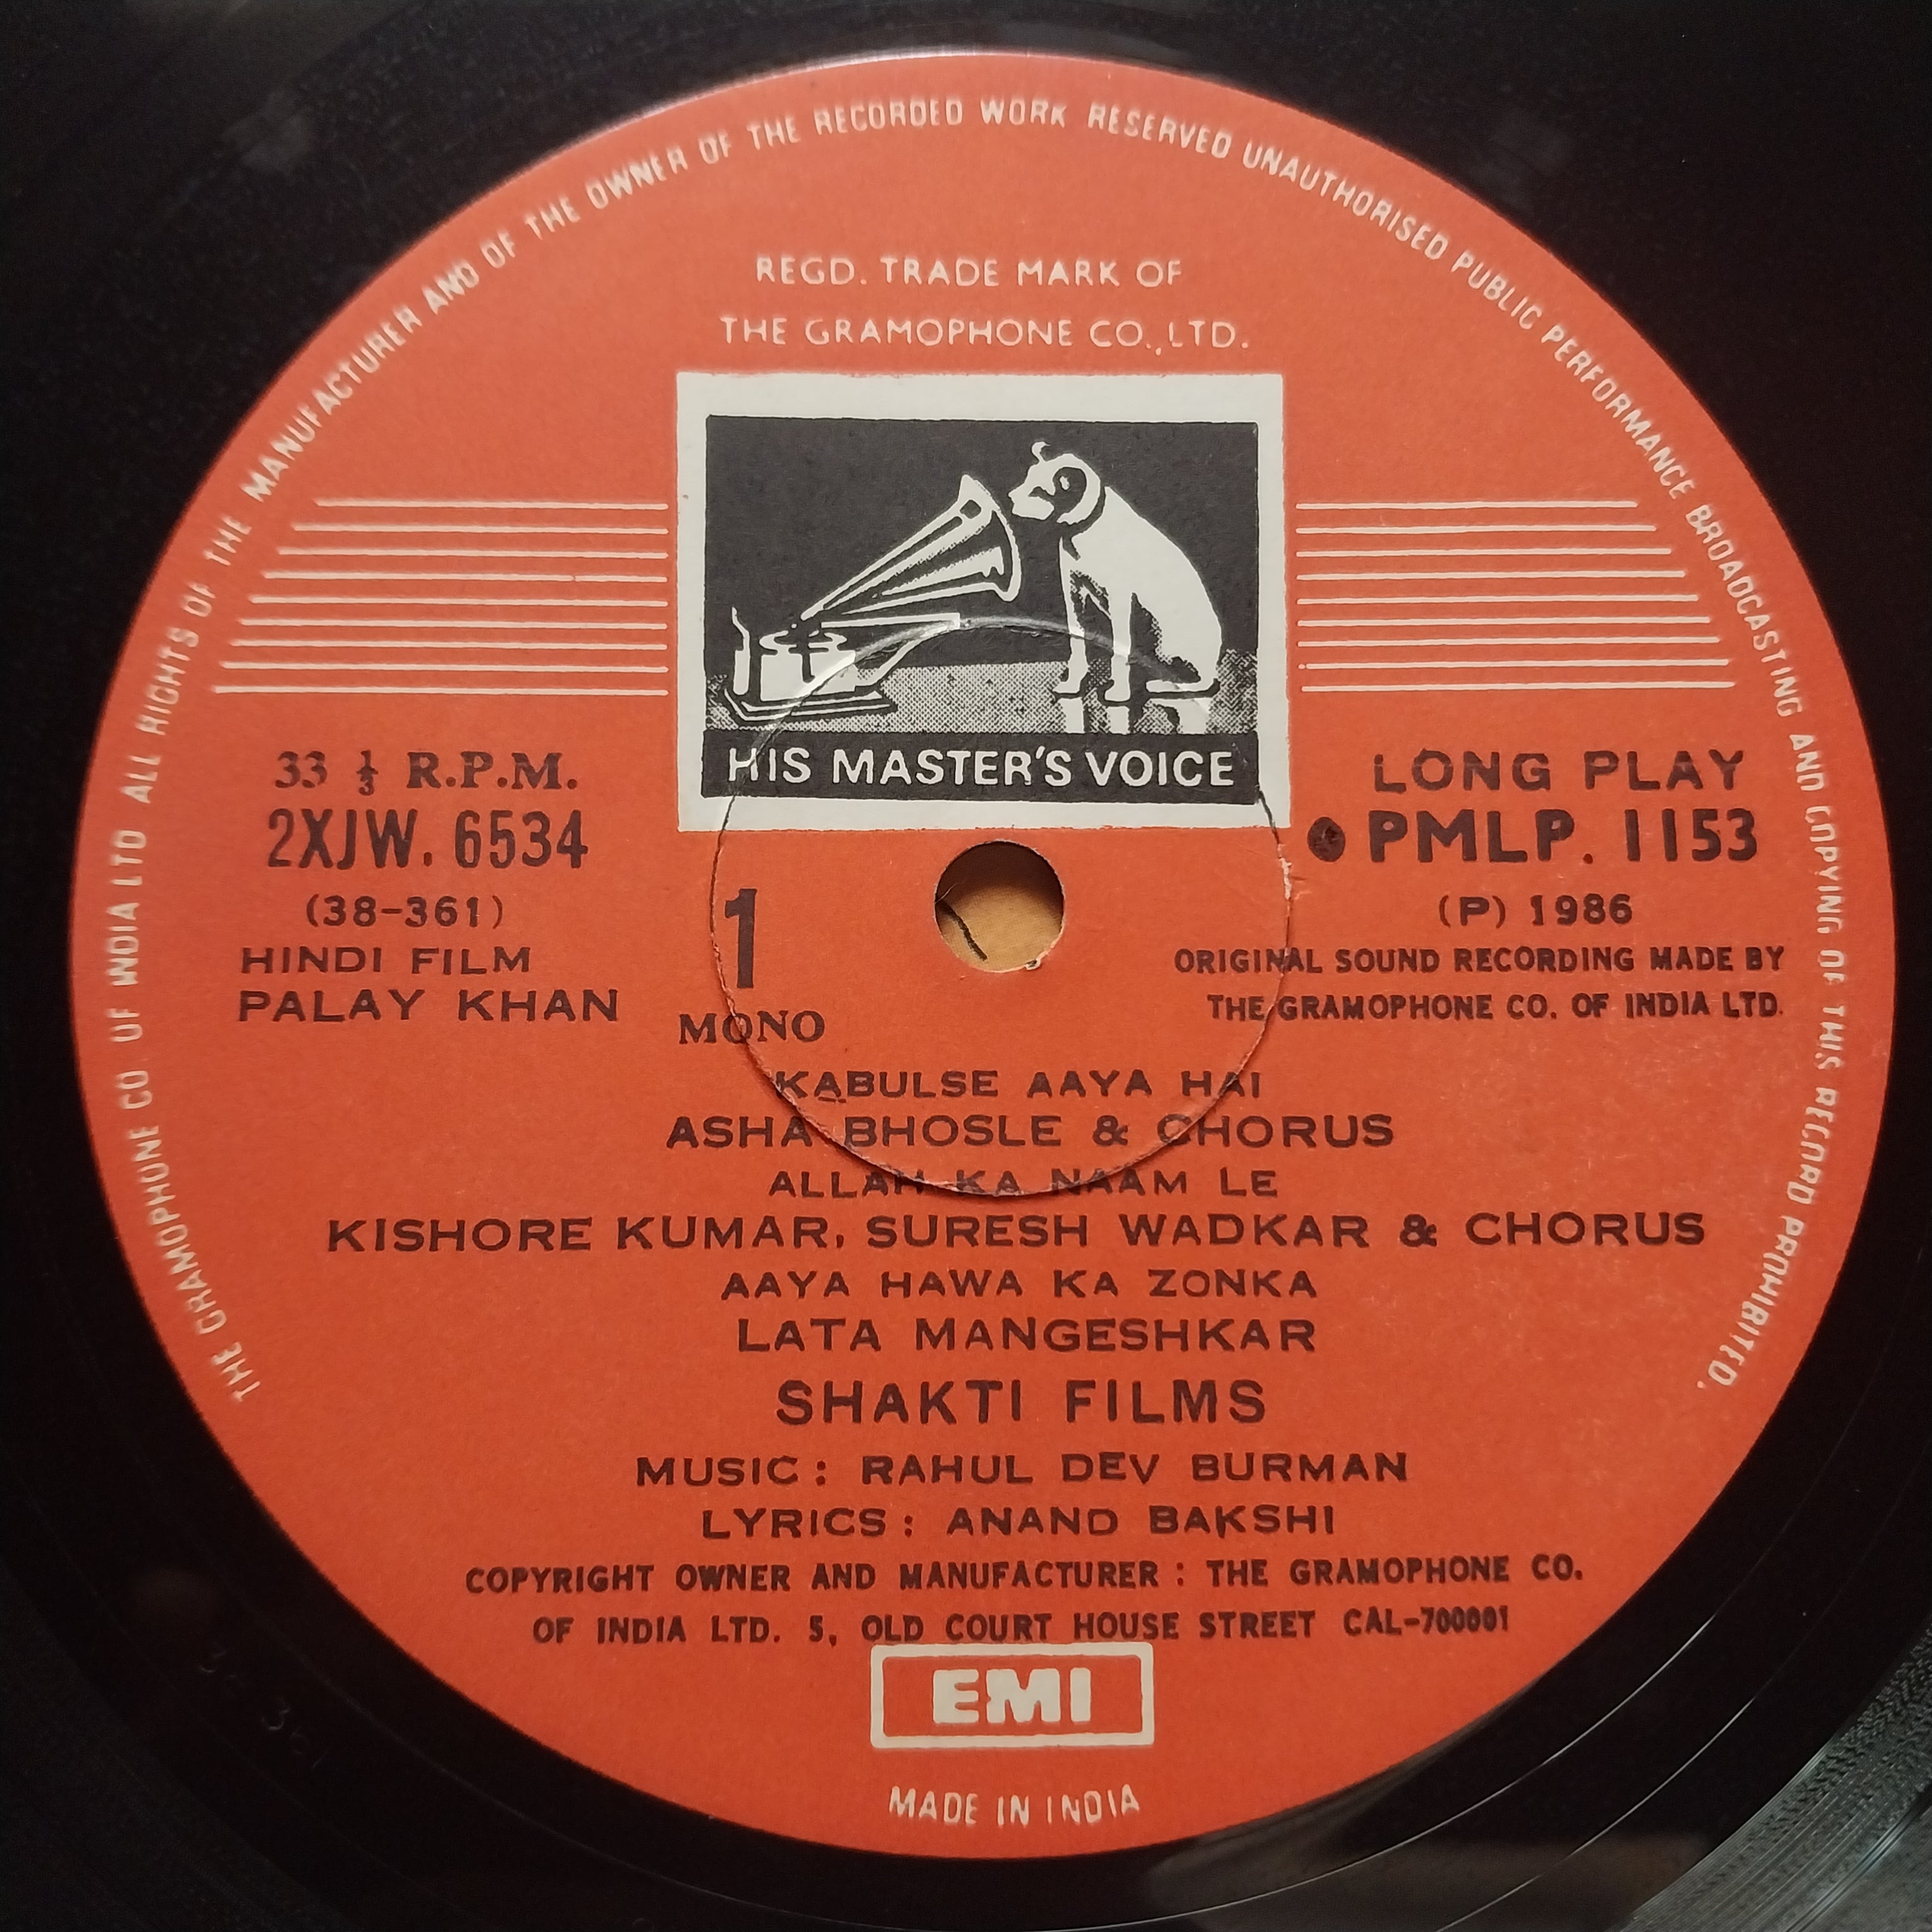 THE GRAMOPHONE CO. OF INDIA LTD ALL RIGHTS OF THE MANUFACTURER AND OF THE OWNER OF THE RECORDED WORK RESERVED UNAUTHORISED PUBLIC PERFORMANCE BROADCASTING AND COPYING OF THIS RECORD PROHIBITED.
REGD. TRADE MARK OF
THE GRAMOPHONE CO.,LTD.
HIS MASTER'S VOICE
33 ⅓ R.P.M.
2XJW. 6534
(38-361)
HINDI FILM
PALAY KHAN
1
MONO
LONG PLAY
●PMLP. 1153
(P) 1986
ORIGINAL SOUND RECORDING MADE BY
THE GRAMOPHONE CO. OF INDIA LTD.
KABULSE AAYA HAI
ASHA BHOSLE & CHORUS
ALLAH KA NAAM LE
KISHORE KUMAR, SURESH WADKAR & CHORUS
AAYA HAWA KA ZONKA
LATA MANGESHKAR
SHAKTI FILMS
MUSIC : RAHUL DEV BURMAN
LYRICS : ANAND BAKSHI
COPYRIGHT OWNER AND MANUFACTURER : THE GRAMOPHONE CO.
OF INDIA LTD. 5, OLD COURT HOUSE STREET CAL-700001
EMI
MADE IN INDIA